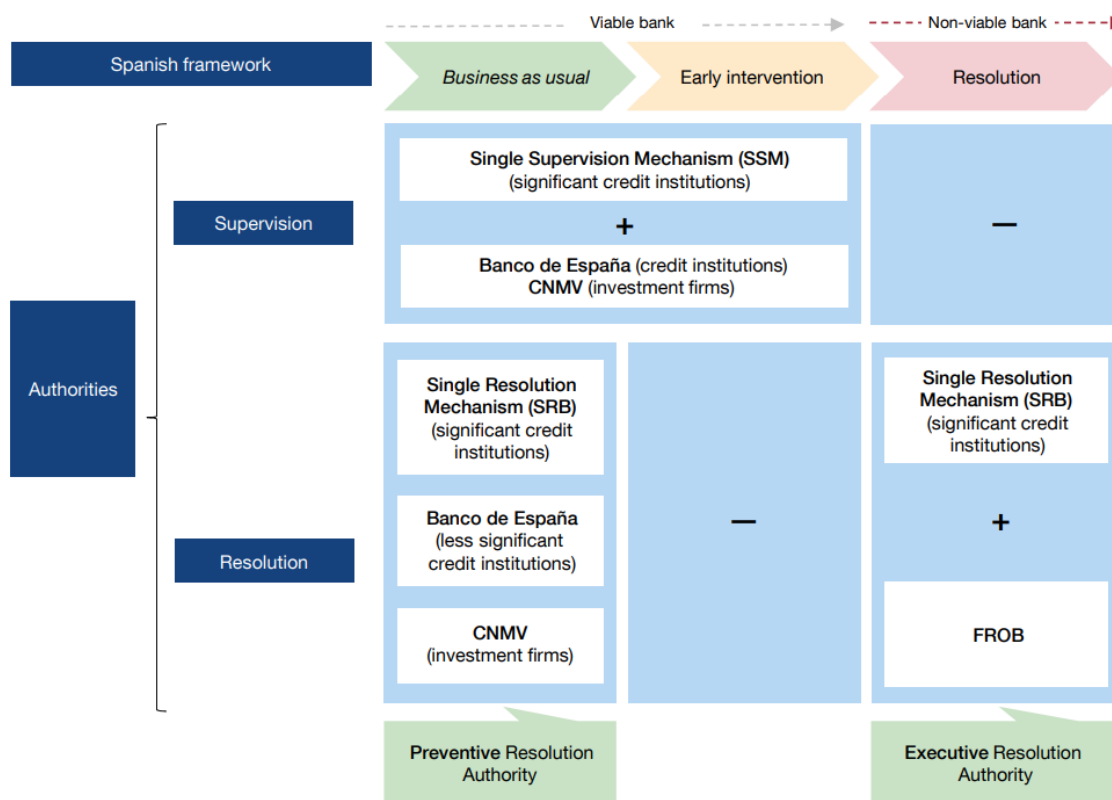 Viable bank
Non-viable bank
Spanish framework
Business as usual
Early intervention
Resolution
Authorities
Supervision
Single Supervision Mechanism (SSM)
(significant credit institutions)
+
Banco de España (credit institutions)
CNMV (investment firms)
—
Resolution
Single Resolution
Mechanism (SRB)
(significant credit
institutions)
Banco de España
(less significant
credit institutions)
CNMV
(investment firms)
—
Single Resolution
Mechanism (SRB)
(significant credit
institutions)
+
FROB
Preventive Resolution
Authority
Executive Resolution
Authority